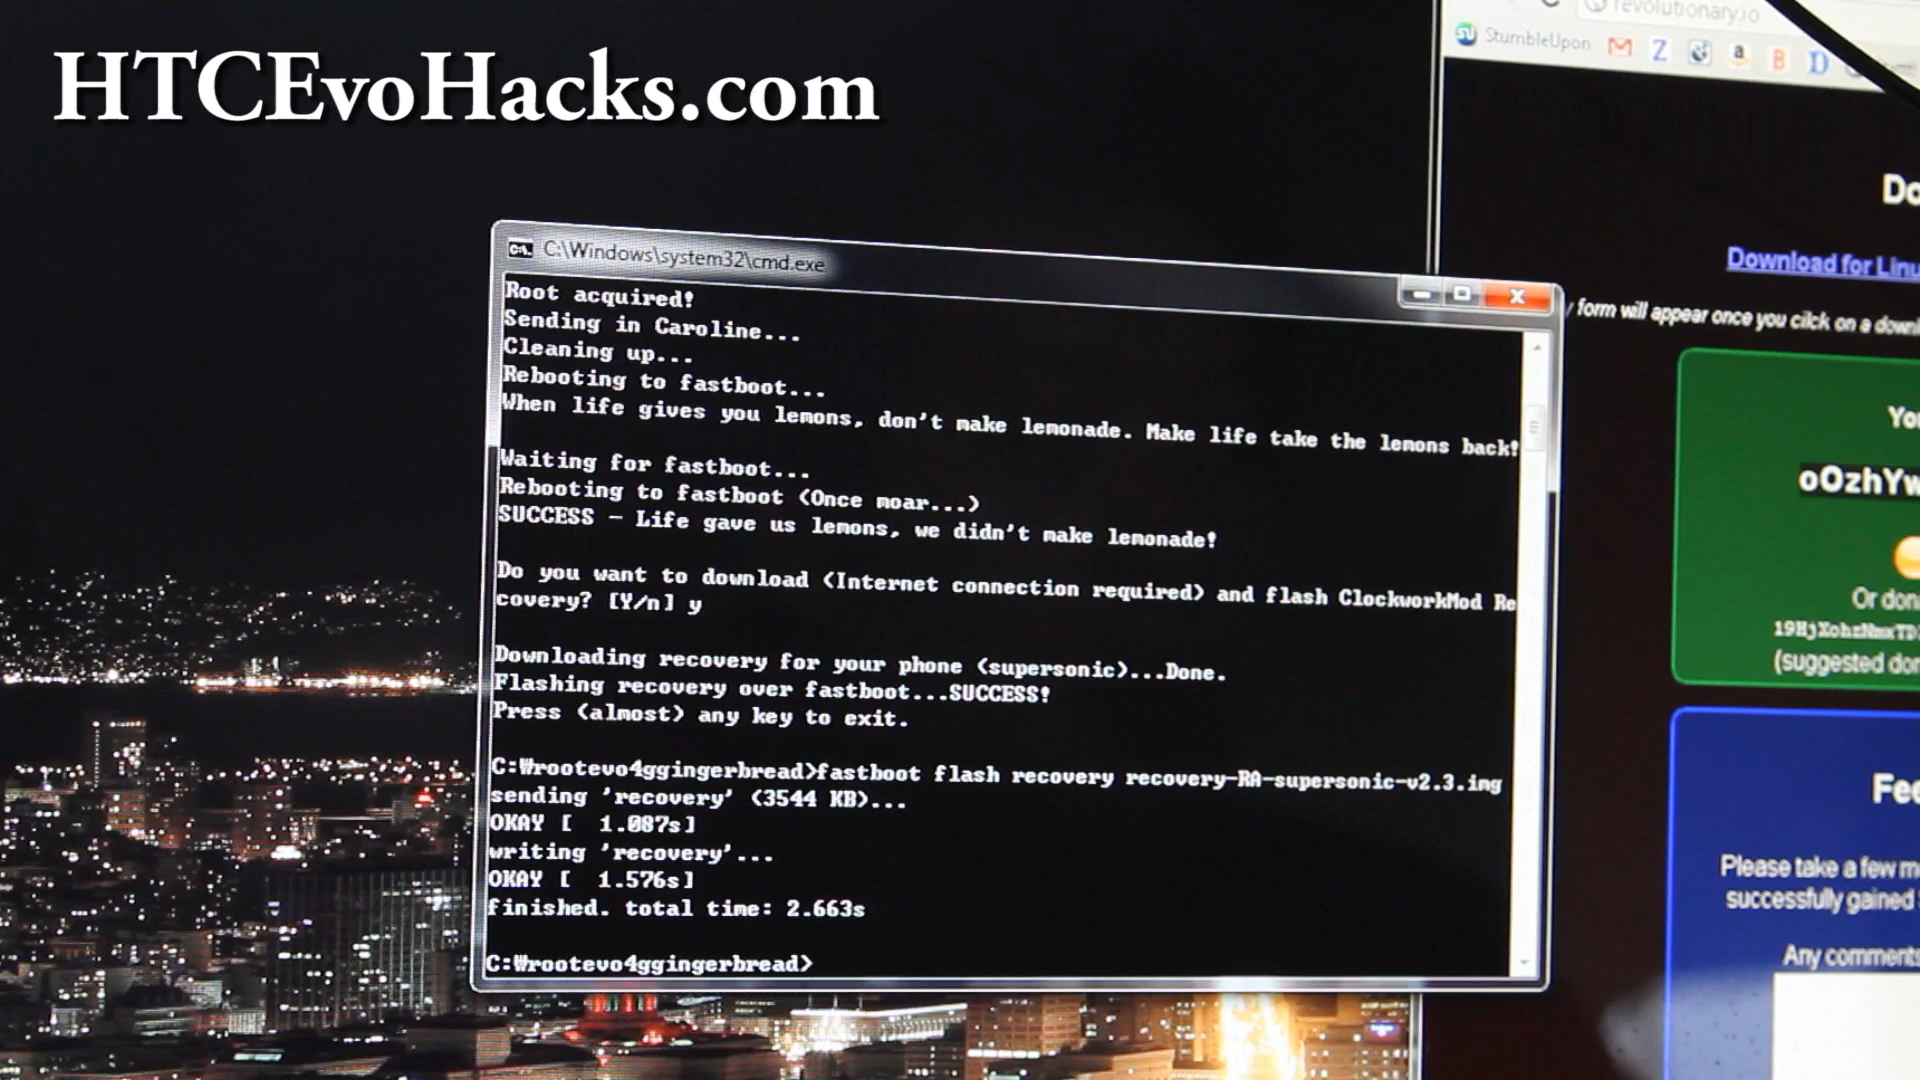 HTCEvoHacks.com
revolutionary.io
StumbleUpon
Do
Download for Linu
form will appear once you click on a down
You
oOzhYw
Or don
(suggested don
Fee
Please take a few m
successfully gained
Any comments
C:\Windows\system32\cmd.exe
Root acquired!
Sending in Caroline...
Cleaning up...
Rebooting to fastboot...
When life gives you lemons, don't make lemonade. Make life take the lemons back!
Waiting for fastboot...
Rebooting to fastboot (Once moar...)
SUCCESS - Life gave us lemons, we didn't make lemonade!
Do you want to download (Internet connection required) and flash ClockworkMod Re
covery? [Y/n] y
Downloading recovery for your phone (supersonic)...Done.
Flashing recovery over fastboot...SUCCESS!
Press (almost) any key to exit.
C:₩rootevo4ggingerbread>fastboot flash recovery recovery-RA-supersonic-v2.3.img
sending 'recovery' (3544 KB)...
OKAY [  1.087s]
writing 'recovery'...
OKAY [  1.576s]
finished. total time: 2.663s
C:₩rootevo4ggingerbread>